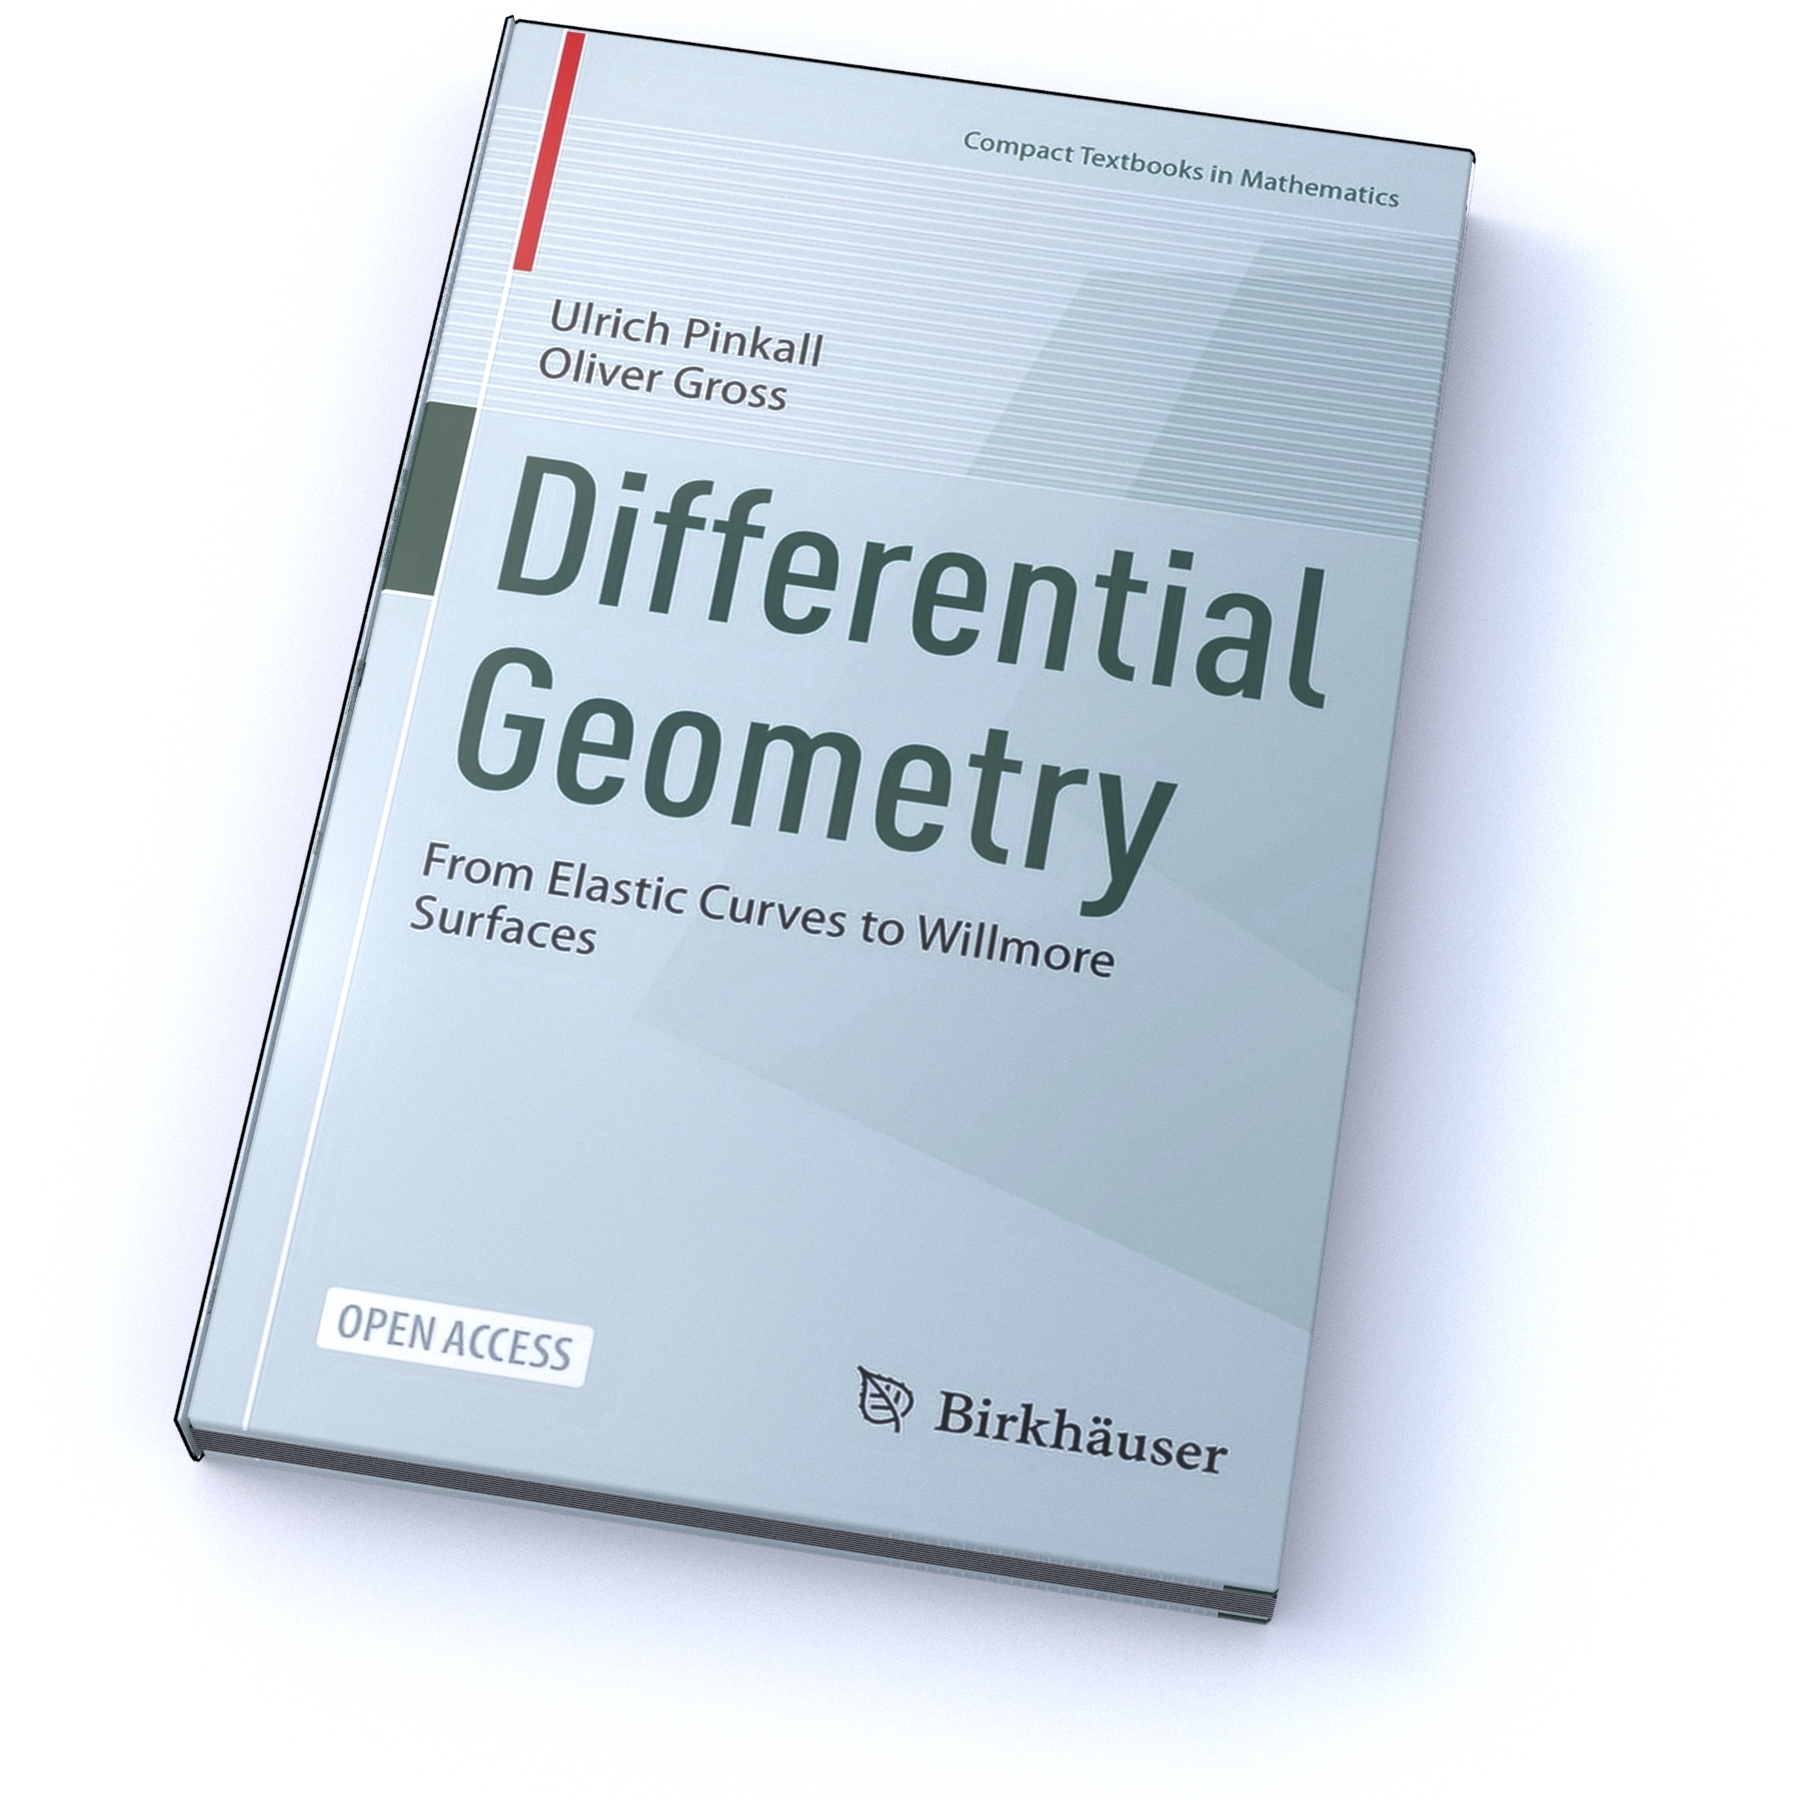 Compact Textbooks in Mathematics
Ulrich Pinkall
Oliver Gross
Differential
Geometry
From Elastic Curves to Willmore
Surfaces
OPEN ACCESS
Birkhäuser